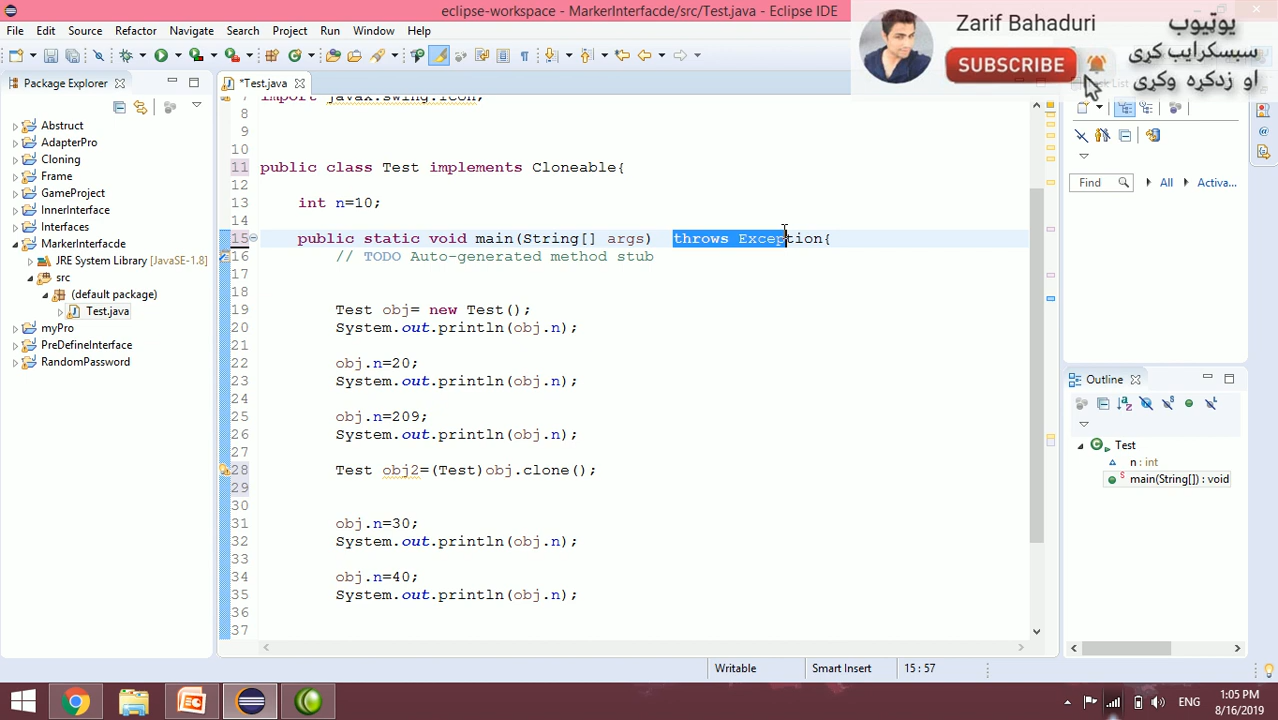 eclipse-workspace - MarkerInterfacde/src/Test.java - Eclipse IDE
File Edit Source Refactor Navigate Search Project Run Window Help
Zarif Bahaduri
SUBSCRIBE
یوټیوب
سبسکرایب کړی
او زدکړه وکړی
Package Explorer
*Test.java
Abstruct
AdapterPro
Cloning
Frame
GameProject
InnerInterface
Interfaces
MarkerInterfacde
JRE System Library [JavaSE-1.8]
src
(default package)
Test.java
myPro
PreDefineInterface
RandomPassword
import javax.swing.Icon;
8
9
10
11 public class Test implements Cloneable{
12
13 int n=10;
14
15 public static void main(String[] args) throws Exception{
16 // TODO Auto-generated method stub
17
18
19 Test obj= new Test();
20 System.out.println(obj.n);
21
22 obj.n=20;
23 System.out.println(obj.n);
24
25 obj.n=209;
26 System.out.println(obj.n);
27
28 Test obj2=(Test)obj.clone();
29
30
31 obj.n=30;
32 System.out.println(obj.n);
33
34 obj.n=40;
35 System.out.println(obj.n);
36
37
Find All Activa...
Outline
Test
n : int
main(String[]) : void
Writable Smart Insert 15 : 57
ENG
1:05 PM
8/16/2019